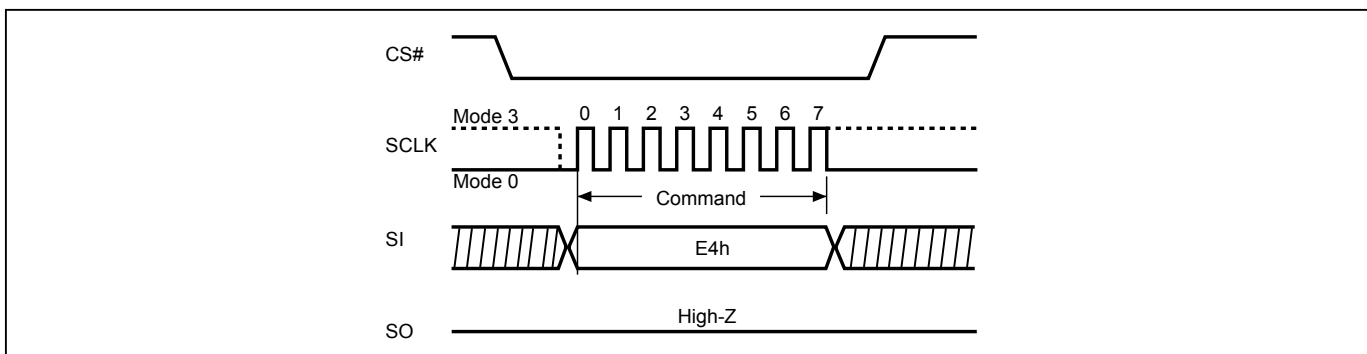 CS#
Mode 3 0 1 2 3 4 5 6 7
SCLK
Mode 0
Command
SI
E4h
High-Z
SO